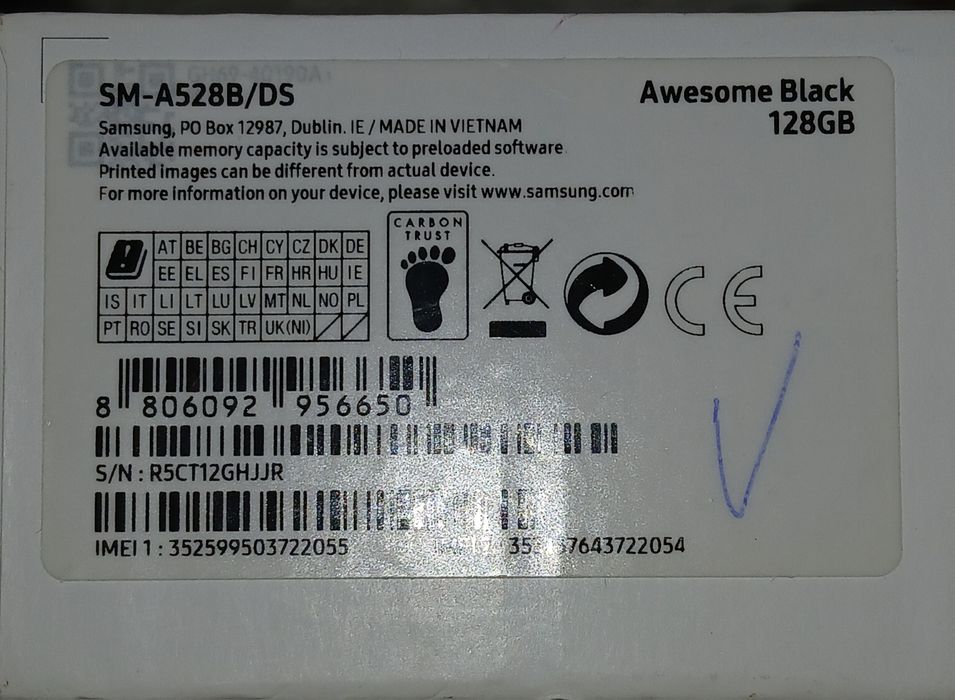 SM-A528B/DS
Awesome Black
128GB
Samsung, PO Box 12987, Dublin. IE / MADE IN VIETNAM
Available memory capacity is subject to preloaded software.
Printed images can be different from actual device.
For more information on your device, please visit www.samsung.com
CARBON
TRUST
AT BE BG CH CY CZ DK DE
EE EL ES FI FR HR HU IE
IS IT LI LT LU LV MT NL NO PL
PT RO SE SI SK TR UK(NI)
CE
8 806092 956650
S/N : R5CT12GHJJR
IMEI 1 : 352599503722055